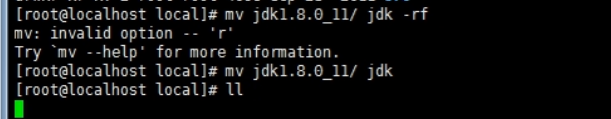 [root@localhost local]# mv jdk1.8.0_11/ jdk -rf
mv: invalid option -- 'r'
Try `mv --help' for more information.
[root@localhost local]# mv jdk1.8.0_11/ jdk
[root@localhost local]# ll